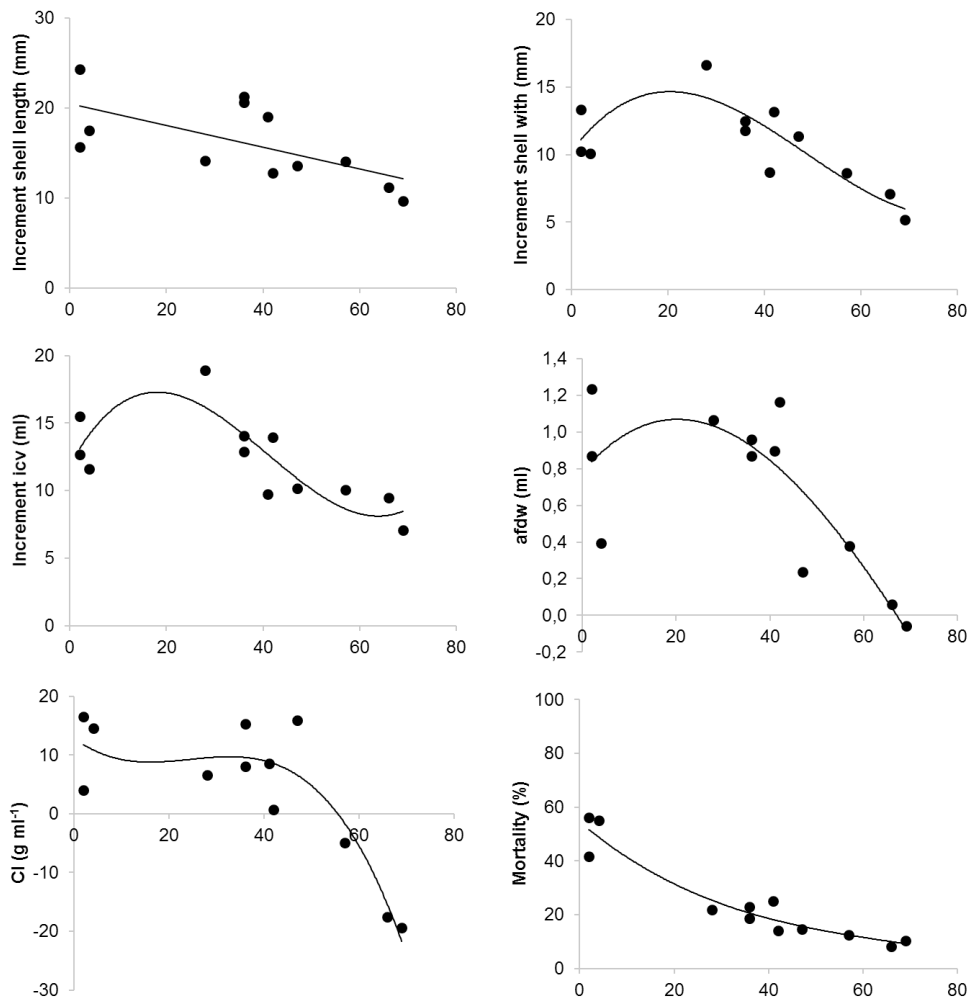 Increment shell length (mm)
30
20
10
0
0 20 40 60 80
Increment shell with (mm)
20
15
10
5
0
0 20 40 60 80
Increment icv (ml)
20
15
10
5
0
0 20 40 60 80
afdw (ml)
1,4
1,2
1,0
0,8
0,6
0,4
0,2
0,0
-0,2
0 20 40 60 80
CI (g ml-1)
20
10
0
-10
-20
-30
0 20 40 60 80
Mortality (%)
100
80
60
40
20
0
0 20 40 60 80